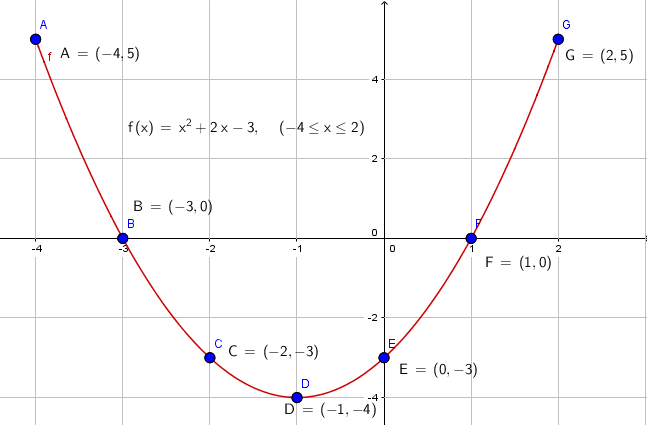 A
G
f A = (−4, 5)
G = (2, 5)
4
f(x) = x² + 2 x − 3, (−4 ≤ x ≤ 2)
2
B = (−3, 0)
B
F
0
-4 -3 -2 -1 0 1 2
F = (1, 0)
-2
C
C = (−2, −3)
E
E = (0, −3)
D
-4
D = (−1, −4)